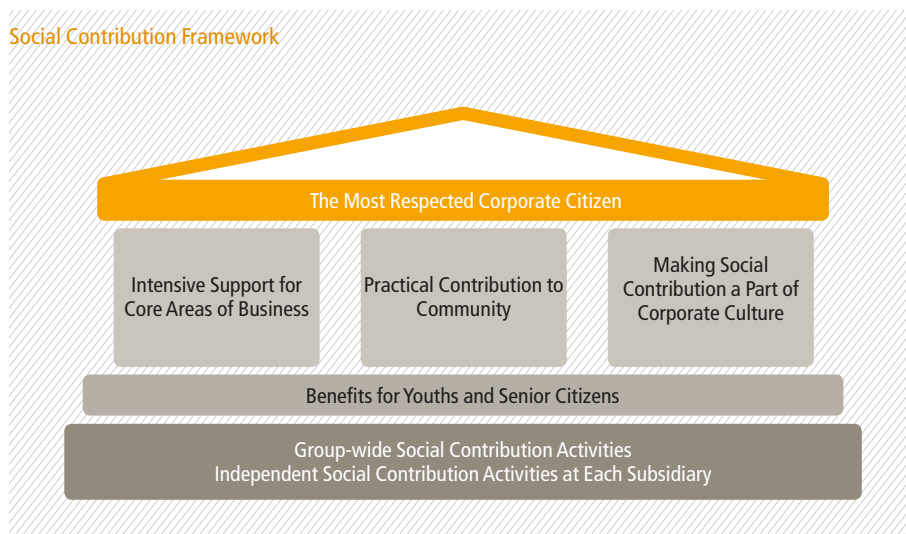 Social Contribution Framework
The Most Respected Corporate Citizen
Intensive Support for
Core Areas of Business
Practical Contribution to
Community
Making Social
Contribution a Part of
Corporate Culture
Benefits for Youths and Senior Citizens
Group-wide Social Contribution Activities
Independent Social Contribution Activities at Each Subsidiary